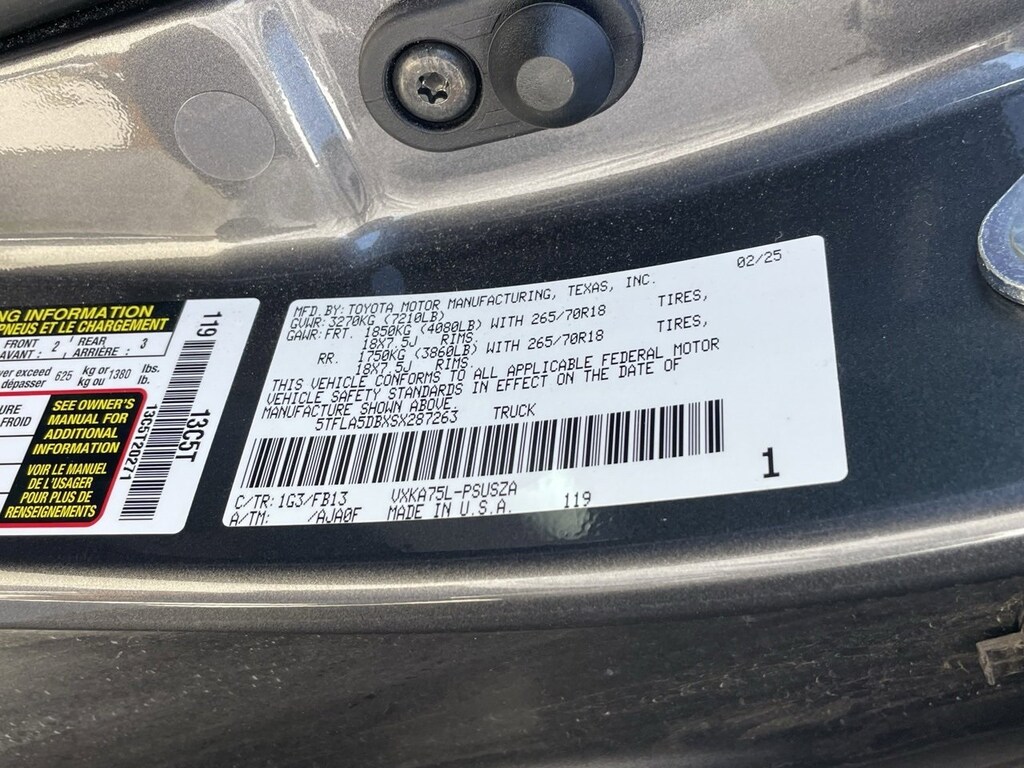 NG INFORMATION
PNEUS ET LE CHARGEMENT
FRONT 2 REAR 3
AVANT : ARRIÈRE :
ver exceed 625 kg or 1380 lbs.
dépasser kg ou lb.
URE
FROID
SEE OWNER'S
MANUAL FOR
ADDITIONAL
INFORMATION
VOIR LE MANUEL
DE L'USAGER
POUR PLUS DE
RENSEIGNEMENTS
119
13C5T20271
13C5T
MFD.BY:TOYOTA MOTOR MANUFACTURING, TEXAS, INC. 02/25
GVWR:3270KG (7210LB)
GAWR:FRT. 1850KG (4080LB) WITH 265/70R18 TIRES,
18X7.5J RIMS.
RR. 1750KG (3860LB) WITH 265/70R18 TIRES,
18X7.5J RIMS.
THIS VEHICLE CONFORMS TO ALL APPLICABLE FEDERAL MOTOR
VEHICLE SAFETY STANDARDS IN EFFECT ON THE DATE OF
MANUFACTURE SHOWN ABOVE.
5TFLA5DBXSX287263 TRUCK
C/TR:1G3/FB13 VXKA75L-PSUSZA 1
A/TM: /AJA0F MADE IN U.S.A. 119